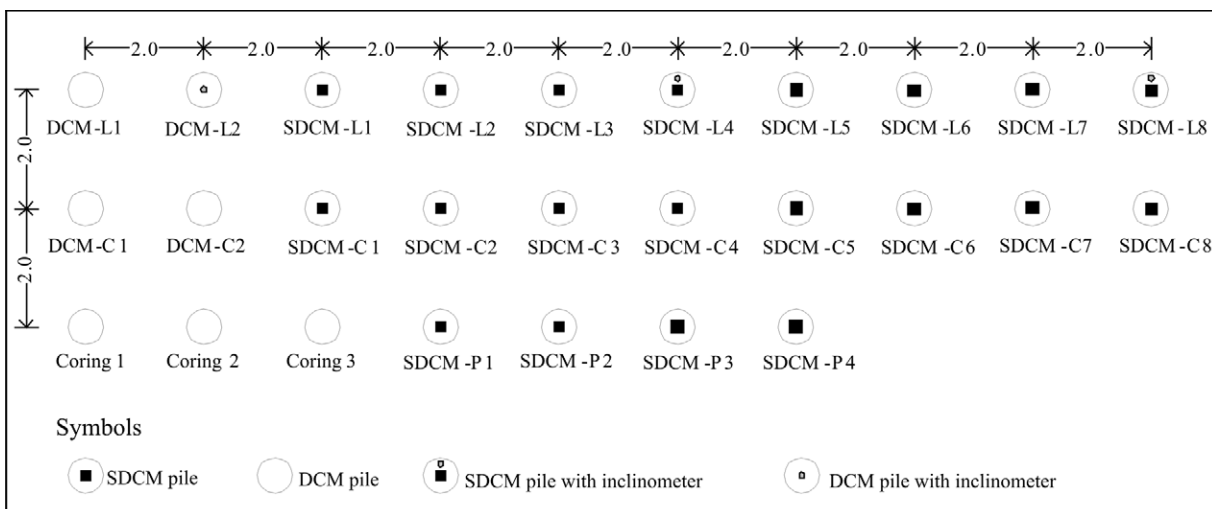 2.0 2.0 2.0 2.0 2.0 2.0 2.0 2.0 2.0
DCM -L1 DCM -L2 SDCM -L1 SDCM -L2 SDCM -L3 SDCM -L4 SDCM -L5 SDCM -L6 SDCM -L7 SDCM -L8
2.0
DCM -C1 DCM -C2 SDCM -C1 SDCM -C2 SDCM -C3 SDCM -C4 SDCM -C5 SDCM -C6 SDCM -C7 SDCM -C8
2.0
Coring 1 Coring 2 Coring 3 SDCM -P1 SDCM -P2 SDCM -P3 SDCM -P4
Symbols
SDCM pile DCM pile SDCM pile with inclinometer DCM pile with inclinometer